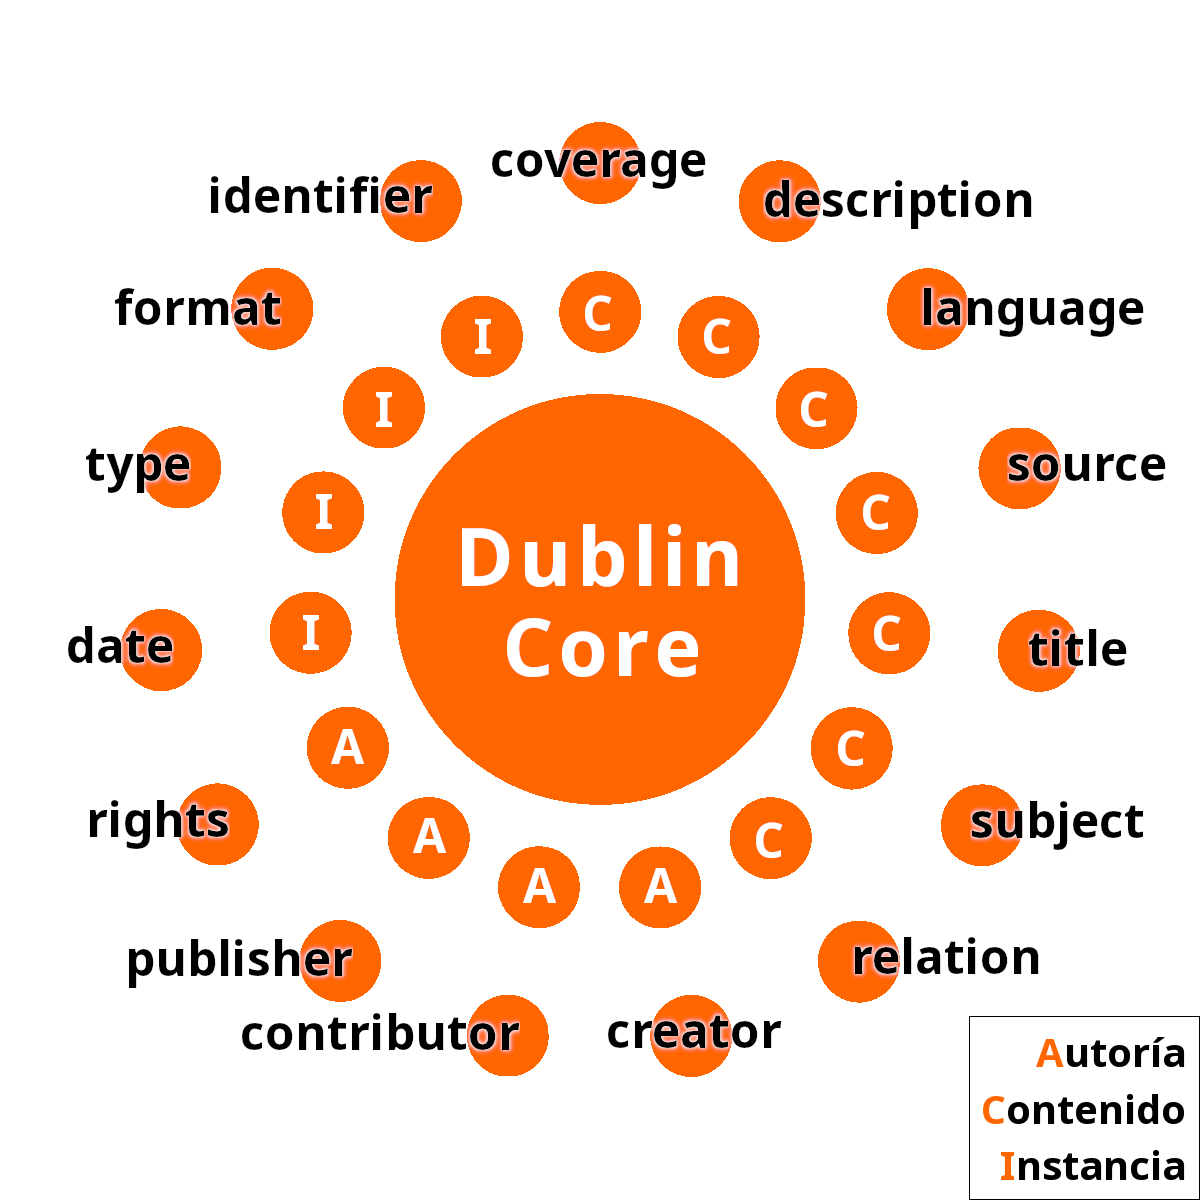 coverage
identifier
description
format
language
I
C
C
I
C
type
source
I
C
Dublin
Core
date
I
C
title
A
C
rights
subject
A
C
A
A
publisher
relation
contributor
creator
Autoría
Contenido
Instancia